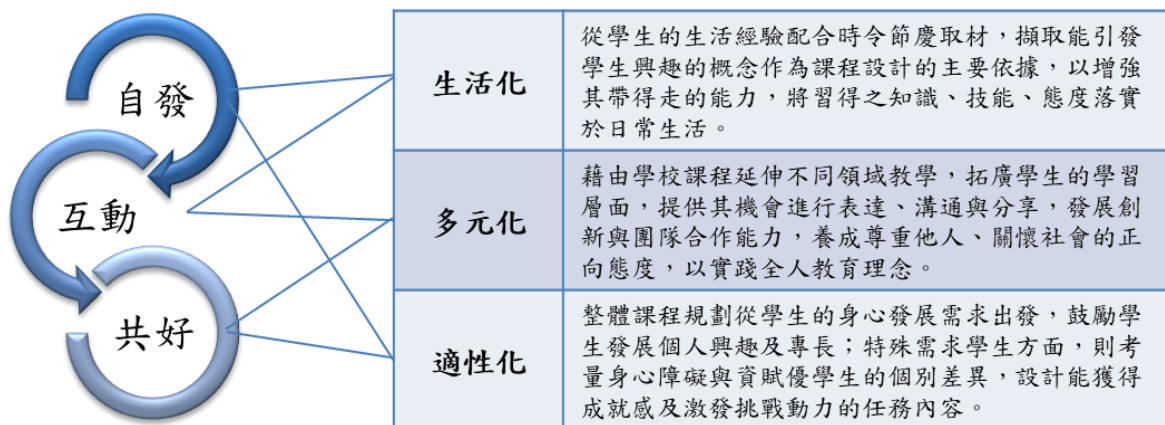 自發
互動
共好
生活化
從學生的生活經驗配合時令節慶取材，擷取能引發
學生興趣的概念作為課程設計的主要依據，以增強
其帶得走的能力，將習得之知識、技能、態度落實
於日常生活。
多元化
藉由學校課程延伸不同領域教學，拓廣學生的學習
層面，提供其機會進行表達、溝通與分享，發展創
新與團隊合作能力，養成尊重他人、關懷社會的正
向態度，以實踐全人教育理念。
適性化
整體課程規劃從學生的身心發展需求出發，鼓勵學
生發展個人興趣及專長；特殊需求學生方面，則考
量身心障礙與資賦優學生的個別差異，設計能獲得
成就感及激發挑戰動力的任務內容。